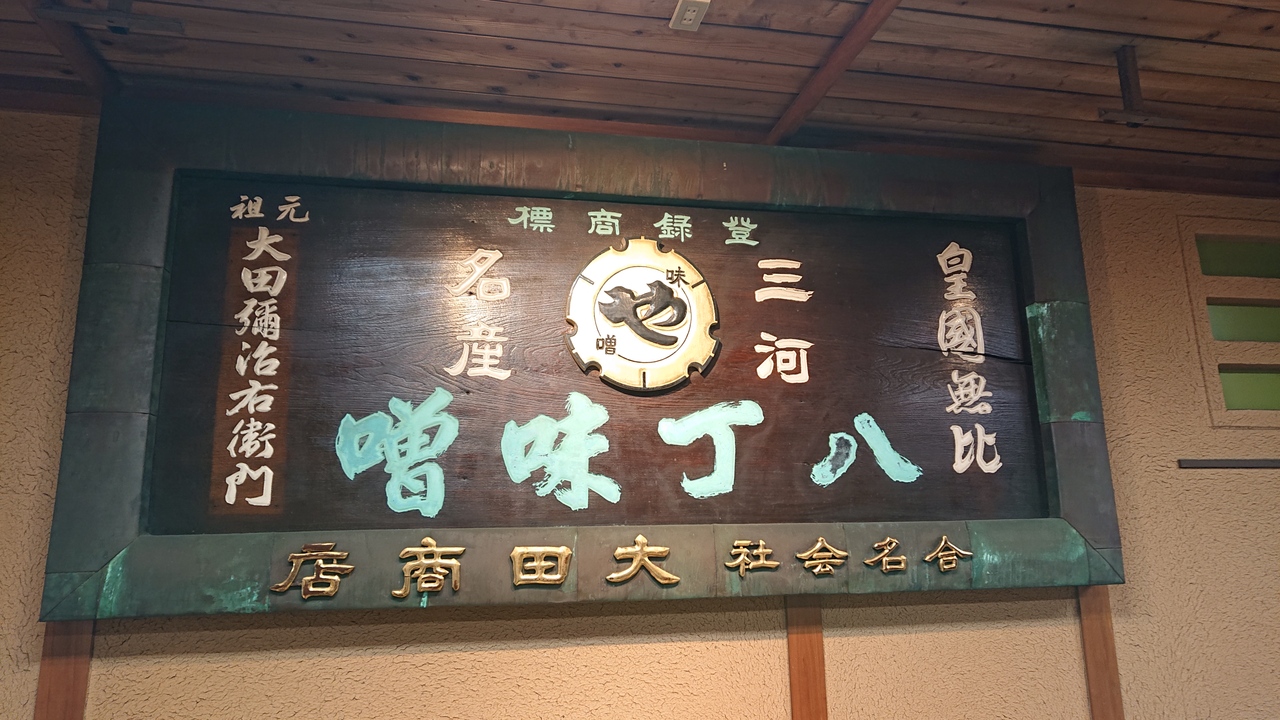 登録商標
皇國無比
三河
名産
味
噌
八丁味噌
元祖
大田彌治右衛門
合名会社大田商店